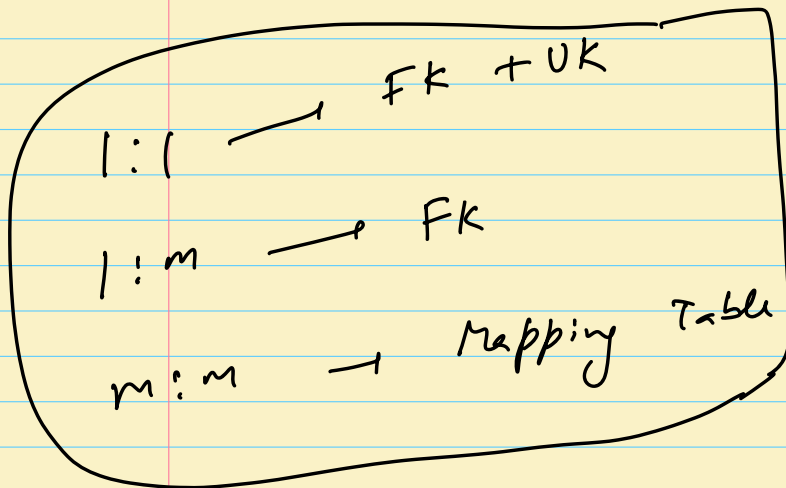 1 : 1 → FK + UK
1 : m → FK
m : m → Mapping Table